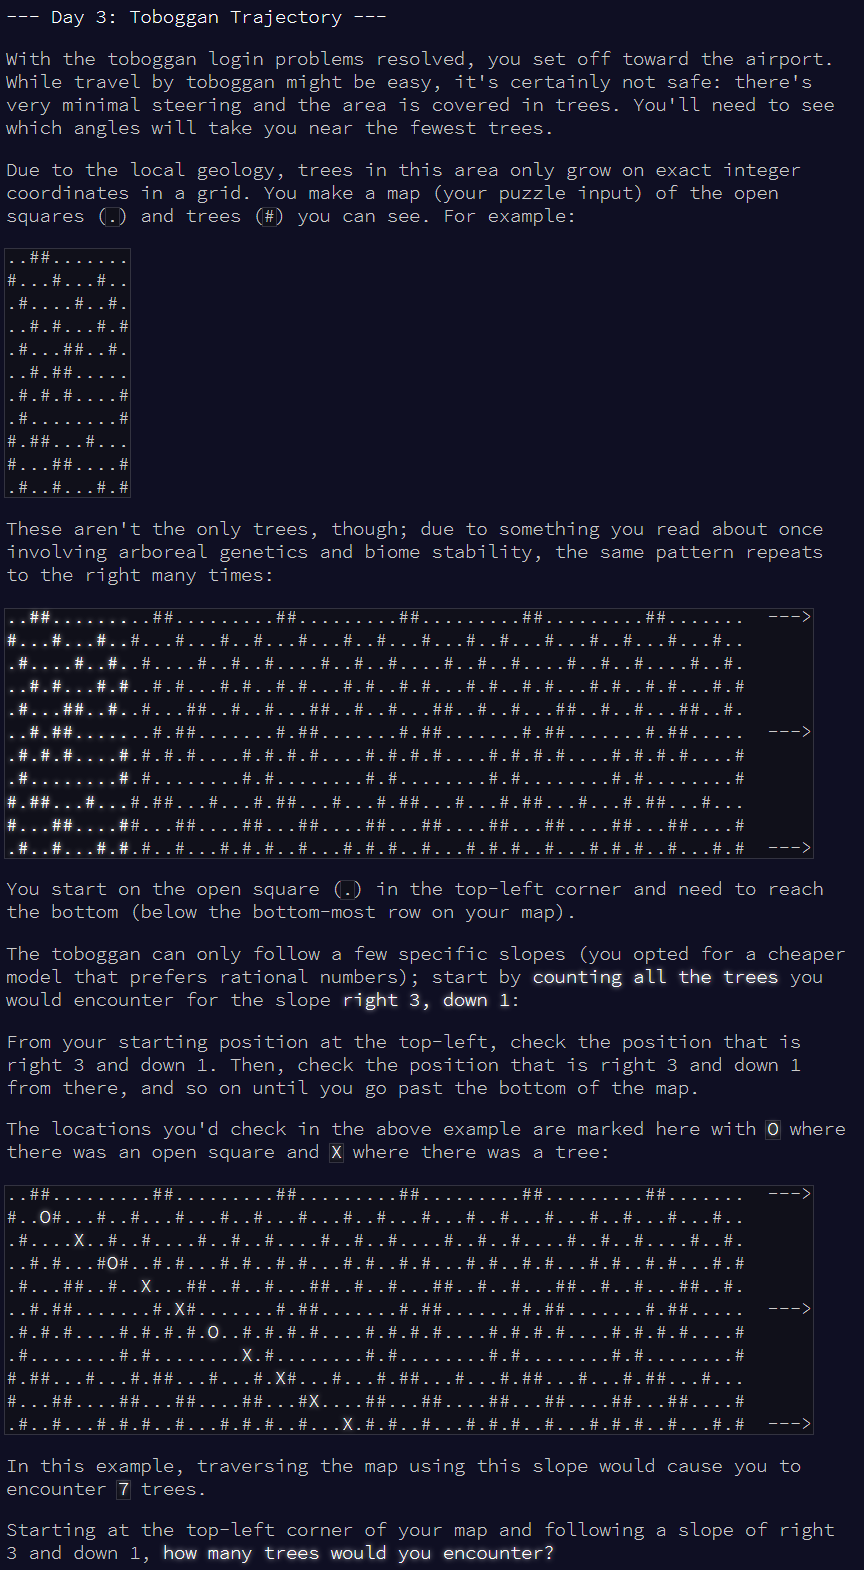 --- Day 3: Toboggan Trajectory ---
With the toboggan login problems resolved, you set off toward the airport.
While travel by toboggan might be easy, it's certainly not safe: there's
very minimal steering and the area is covered in trees. You'll need to see
which angles will take you near the fewest trees.
Due to the local geology, trees in this area only grow on exact integer
coordinates in a grid. You make a map (your puzzle input) of the open
squares (.) and trees (#) you can see. For example:
..##.......
#...#...#..
.#....#..#.
..#.#...#.#
.#...##..#.
..#.##.....
.#.#.#....#
.#........#
#.##...#...
#...##....#
.#..#...#.#
These aren't the only trees, though; due to something you read about once
involving arboreal genetics and biome stability, the same pattern repeats
to the right many times:
..##.........##.........##.........##.........##.........##.......  --->
#...#...#..#...#...#..#...#...#..#...#...#..#...#...#..#...#...#..
.#....#..#..#....#..#..#....#..#..#....#..#..#....#..#..#....#..#.
..#.#...#.#..#.#...#.#..#.#...#.#..#.#...#.#..#.#...#.#..#.#...#.#
.#...##..#..#...##..#..#...##..#..#...##..#..#...##..#..#...##..#.
..#.##.......#.##.......#.##.......#.##.......#.##.......#.##.....  --->
.#.#.#....#.#.#.#....#.#.#.#....#.#.#.#....#.#.#.#....#.#.#.#....#
.#........#.#........#.#........#.#........#.#........#.#........#
#.##...#...#.##...#...#.##...#...#.##...#...#.##...#...#.##...#...
#...##....##...##....##...##....##...##....##...##....##...##....#
.#..#...#.#.#..#...#.#.#..#...#.#.#..#...#.#.#..#...#.#.#..#...#.#  --->
You start on the open square (.) in the top-left corner and need to reach
the bottom (below the bottom-most row on your map).
The toboggan can only follow a few specific slopes (you opted for a cheaper
model that prefers rational numbers); start by counting all the trees you
would encounter for the slope right 3, down 1:
From your starting position at the top-left, check the position that is
right 3 and down 1. Then, check the position that is right 3 and down 1
from there, and so on until you go past the bottom of the map.
The locations you'd check in the above example are marked here with O where
there was an open square and X where there was a tree:
..##.........##.........##.........##.........##.........##.......  --->
#..O#...#..#...#...#..#...#...#..#...#...#..#...#...#..#...#...#..
.#....X..#..#....#..#..#....#..#..#....#..#..#....#..#..#....#..#.
..#.#...#O#..#.#...#.#..#.#...#.#..#.#...#.#..#.#...#.#..#.#...#.#
.#...##..#..X...##..#..#...##..#..#...##..#..#...##..#..#...##..#.
..#.##.......#.X#.......#.##.......#.##.......#.##.......#.##.....  --->
.#.#.#....#.#.#.#.O..#.#.#.#....#.#.#.#....#.#.#.#....#.#.#.#....#
.#........#.#........X.#........#.#........#.#........#.#........#
#.##...#...#.##...#...#.X#...#...#.##...#...#.##...#...#.##...#...
#...##....##...##....##...#X....##...##....##...##....##...##....#
.#..#...#.#.#..#...#.#.#..#...X.#.#..#...#.#.#..#...#.#.#..#...#.#  --->
In this example, traversing the map using this slope would cause you to
encounter 7 trees.
Starting at the top-left corner of your map and following a slope of right
3 and down 1, how many trees would you encounter?